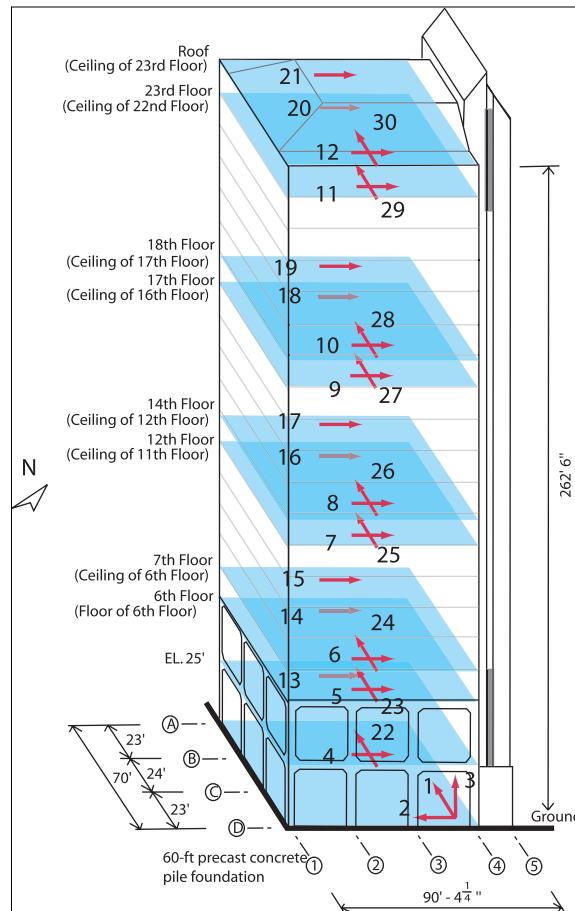 Roof
(Ceiling of 23rd Floor)
21
23rd Floor
(Ceiling of 22nd Floor)
20
30
12
11
29
18th Floor
(Ceiling of 17th Floor)
19
17th Floor
(Ceiling of 16th Floor)
18
28
10
9
27
14th Floor
(Ceiling of 12th Floor)
17
12th Floor
(Ceiling of 11th Floor)
16
26
N
8
262' 6"
7
25
7th Floor
(Ceiling of 6th Floor)
15
6th Floor
(Floor of 6th Floor)
14
24
6
EL. 25'
13
5
23
A
22
4
23'
B
70'
24'
1
3
C
23'
2
D
Ground
60-ft precast concrete
pile foundation
1
2
3
4
5
90' - 4 1/4 "